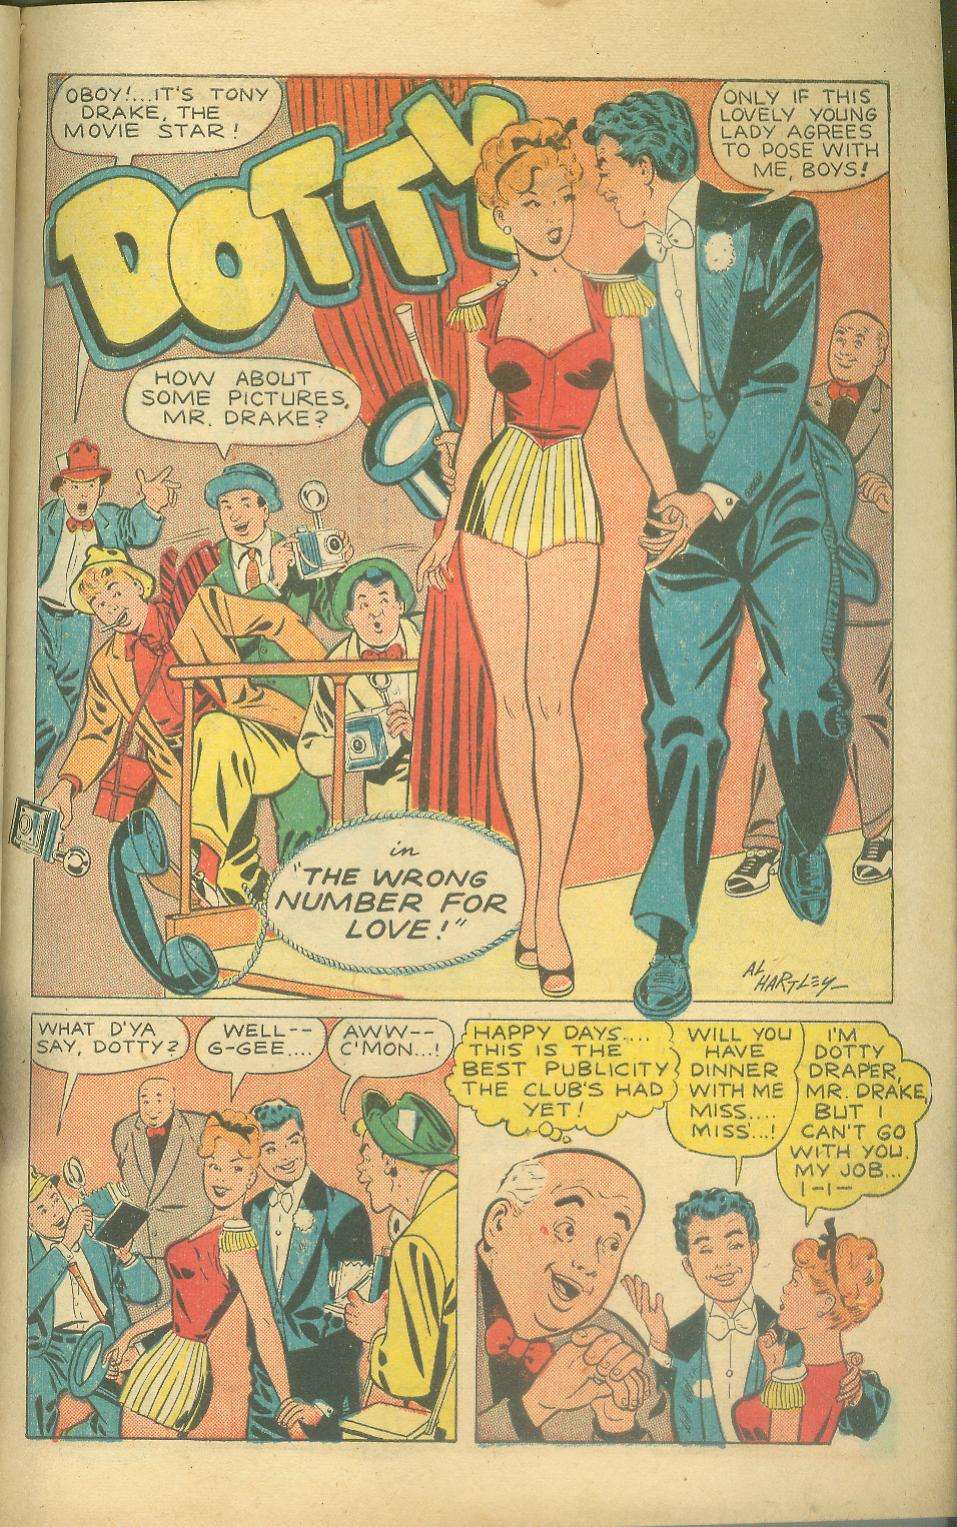 OBOY!...IT'S TONY
DRAKE, THE
MOVIE STAR!
DOTTY
ONLY IF THIS
LOVELY YOUNG
LADY AGREES
TO POSE WITH
ME, BOYS!
HOW ABOUT
SOME PICTURES,
MR. DRAKE?
in
"THE WRONG
NUMBER FOR
LOVE!"
AL
HARTLEY
WHAT D'YA
SAY, DOTTY?
WELL--
G-GEE....
AWW--
C'MON...!
HAPPY DAYS....
THIS IS THE
BEST PUBLICITY
THE CLUB'S HAD
YET!
WILL YOU
HAVE
DINNER
WITH ME
MISS....
MISS...!
I'M
DOTTY
DRAPER,
MR. DRAKE,
BUT I
CAN'T GO
WITH YOU.
MY JOB...
I-I-